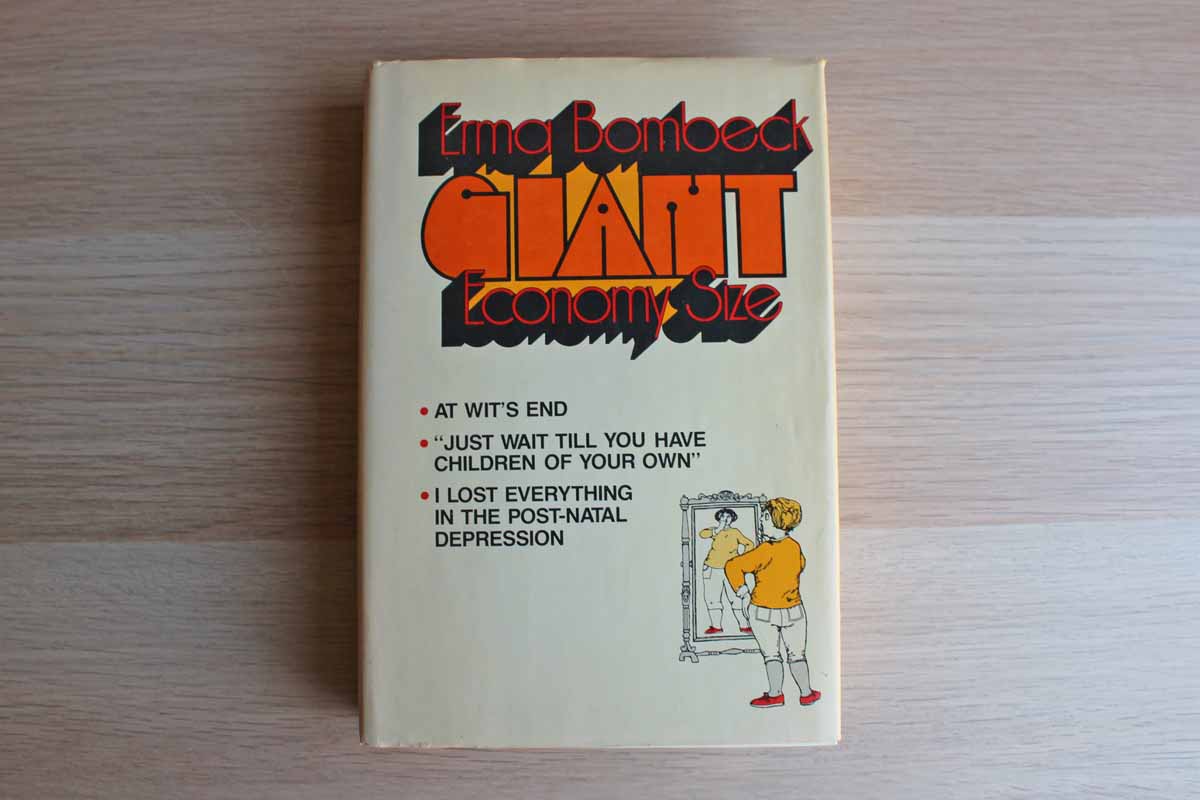 Erma Bombeck
GIANT
Economy Size
• AT WIT'S END
• "JUST WAIT TILL YOU HAVE
CHILDREN OF YOUR OWN"
• I LOST EVERYTHING
IN THE POST-NATAL
DEPRESSION